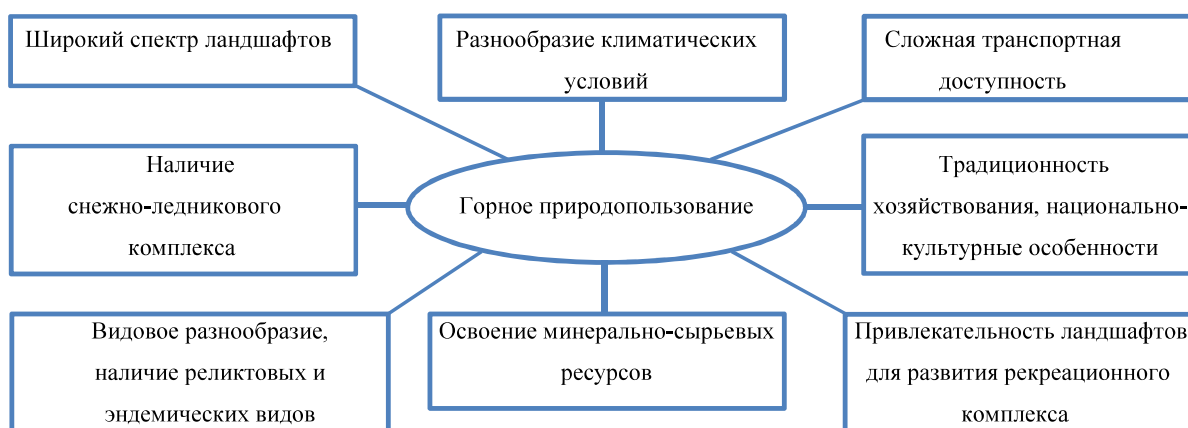 Широкий спектр ландшафтов
Разнообразие климатических
условий
Сложная транспортная
доступность
Наличие
снежно-ледникового
комплекса
Горное природопользование
Традиционность
хозяйствования, национально-
культурные особенности
Видовое разнообразие,
наличие реликтовых и
эндемических видов
Освоение минерально-сырьевых
ресурсов
Привлекательность ландшафтов
для развития рекреационного
комплекса